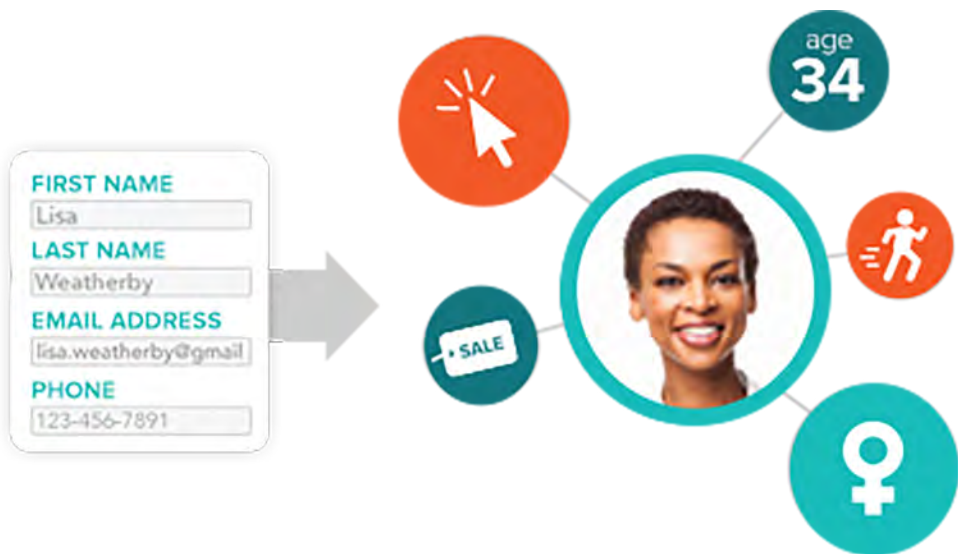 FIRST NAME
Lisa
LAST NAME
Weatherby
EMAIL ADDRESS
lisa.weatherby@gmail
PHONE
123-456-7891
SALE
age
34